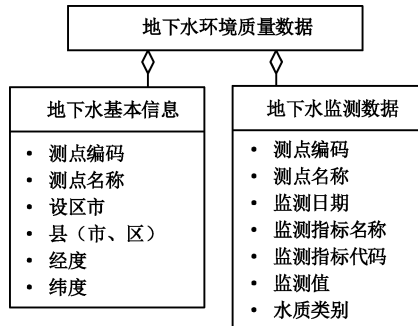 地下水环境质量数据
地下水基本信息
• 测点编码
• 测点名称
• 设区市
• 县（市、区）
• 经度
• 纬度
地下水监测数据
• 测点编码
• 测点名称
• 监测日期
• 监测指标名称
• 监测指标代码
• 监测值
• 水质类别